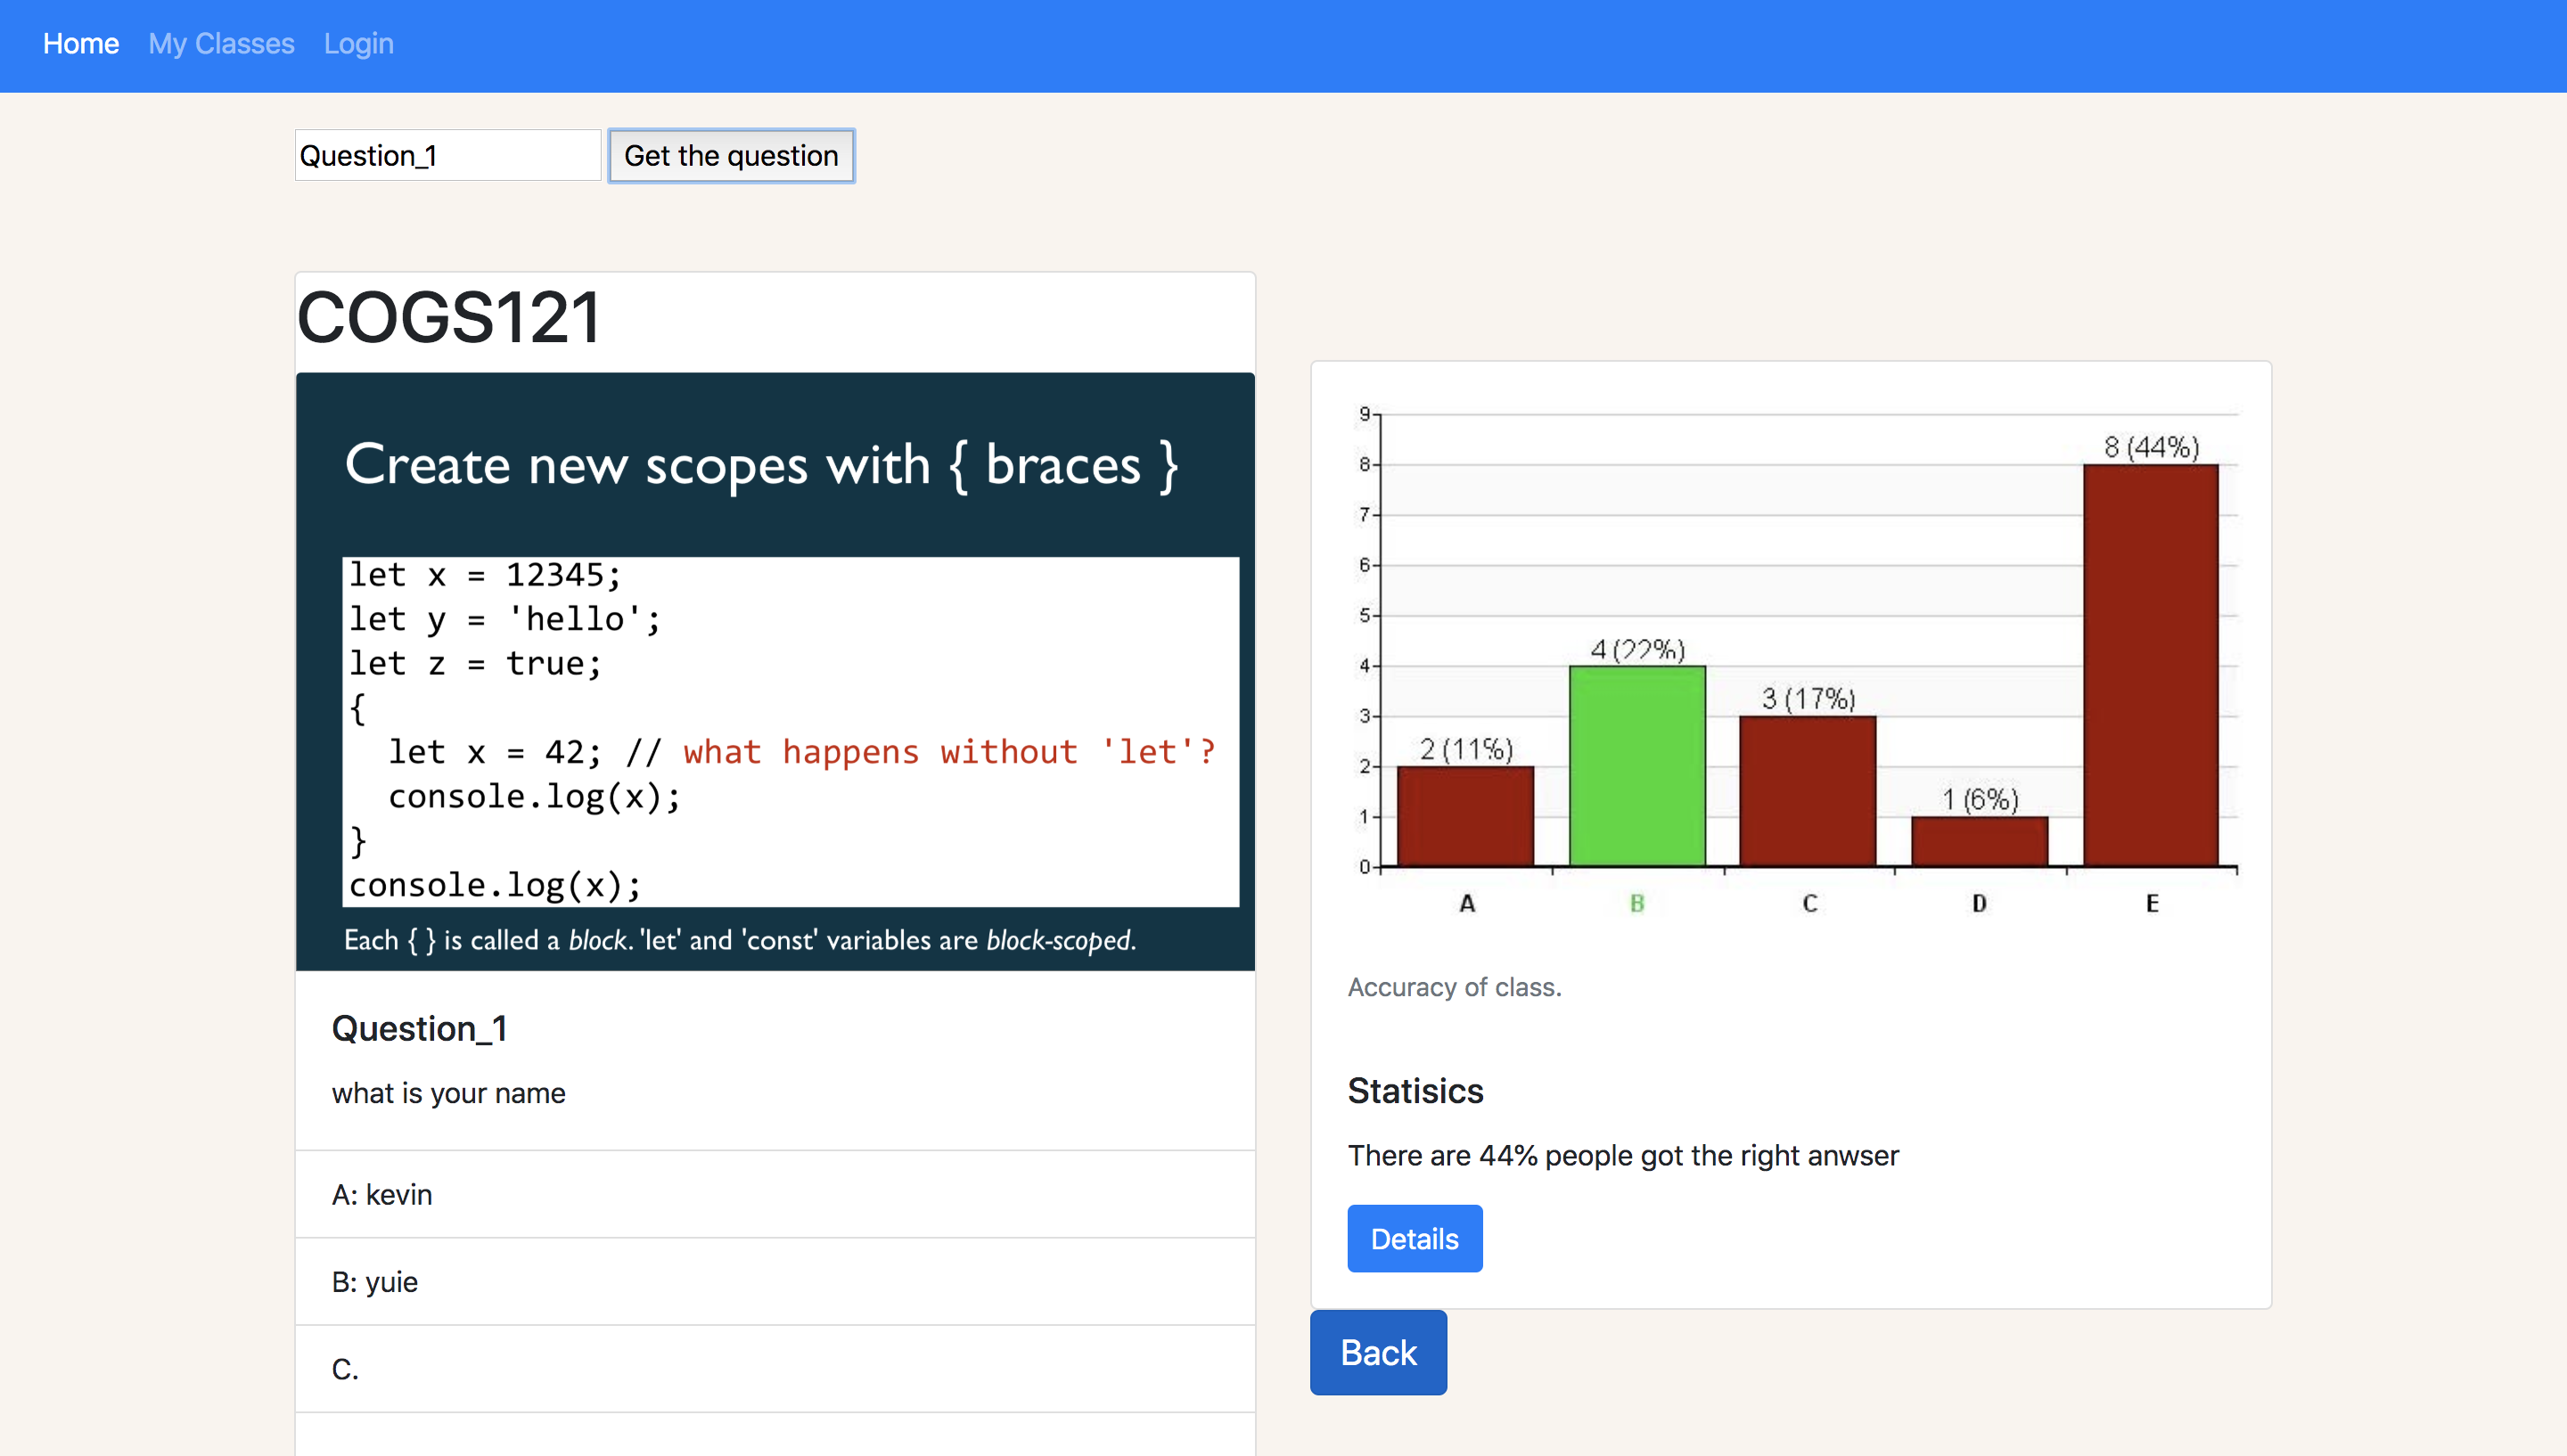 Home My Classes Login
Question_1 Get the question
COGS121
Create new scopes with { braces }
let x = 12345;
let y = 'hello';
let z = true;
{
  let x = 42; // what happens without 'let'?
  console.log(x);
}
console.log(x);
Each { } is called a block. 'let' and 'const' variables are block-scoped.
Question_1
what is your name
A: kevin
B: yuie
C.
9
8
7
6
5
4
3
2
1
0
2 (11%)
4 (22%)
3 (17%)
1 (6%)
8 (44%)
A B C D E
Accuracy of class.
Statisics
There are 44% people got the right anwser
Details
Back